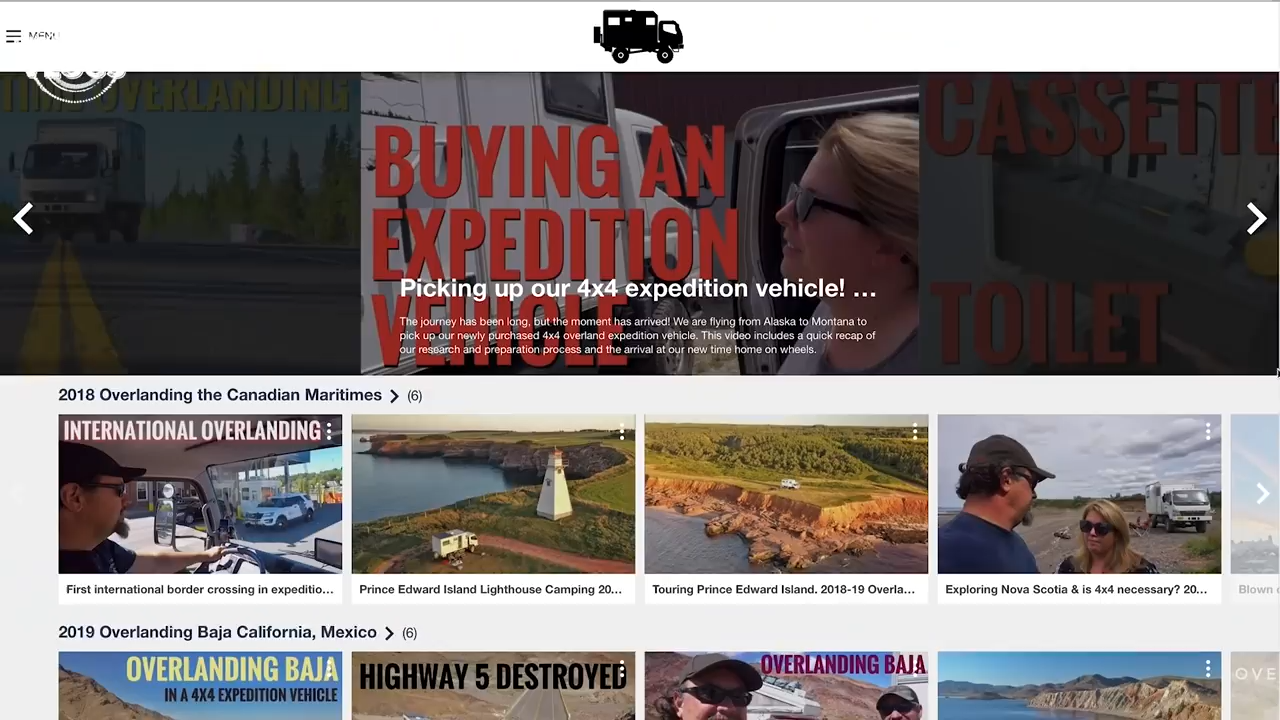 MENU
OVERLANDING
BUYING AN
EXPEDITION
VEHICLE
CASSETTE
TOILET
Picking up our 4x4 expedition vehicle! …
The journey has been long, but the moment has arrived! We are flying from Alaska to Montana to
pick up our newly purchased 4x4 overland expedition vehicle. This video includes a quick recap of
our research and preparation process and the arrival at our new time home on wheels.
2018 Overlanding the Canadian Maritimes
(6)
INTERNATIONAL OVERLANDING
First international border crossing in expeditio…
Prince Edward Island Lighthouse Camping 20…
Touring Prince Edward Island. 2018-19 Overla…
Exploring Nova Scotia & is 4x4 necessary? 20…
Blown
2019 Overlanding Baja California, Mexico
(6)
OVERLANDING BAJA
IN A 4X4 EXPEDITION VEHICLE
HIGHWAY 5 DESTROYED
OVERLANDING BAJA
OVE